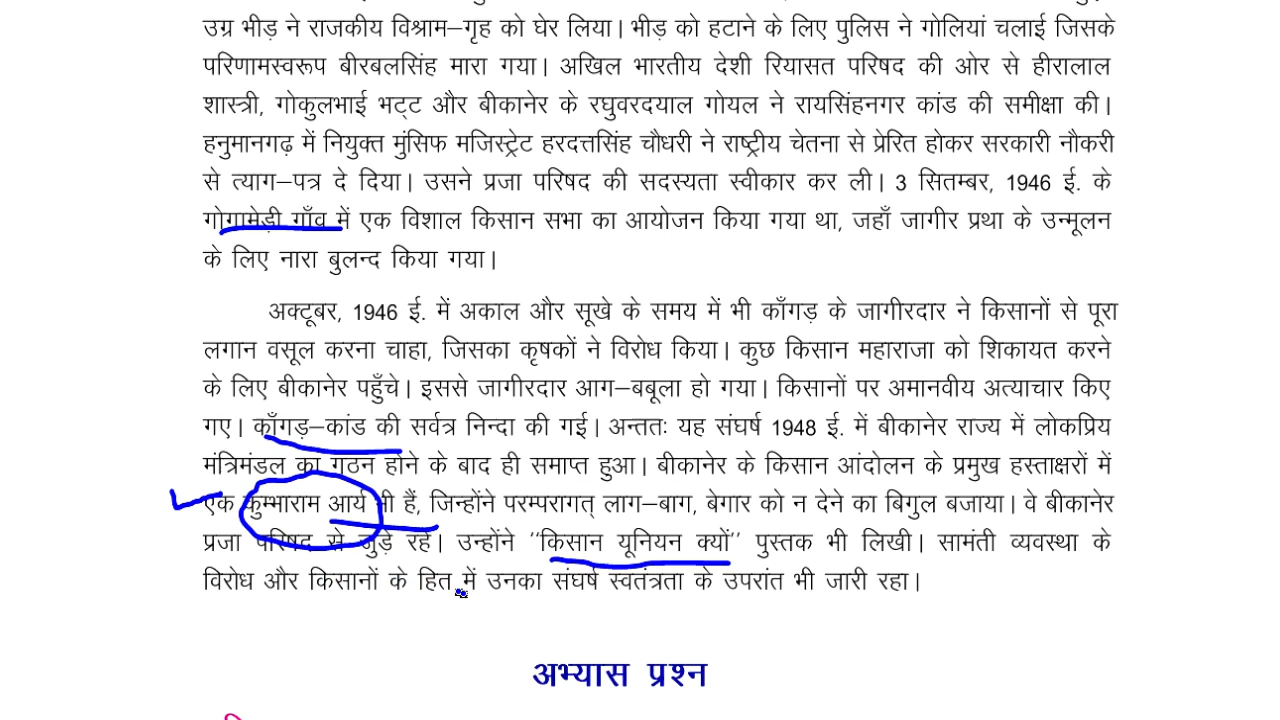 उग्र भीड़ ने राजकीय विश्राम–गृह को घेर लिया। भीड़ को हटाने के लिए पुलिस ने गोलियां चलाई जिसके
परिणामस्वरूप बीरबलसिंह मारा गया। अखिल भारतीय देशी रियासत परिषद की ओर से हीरालाल
शास्त्री, गोकुलभाई भट्ट और बीकानेर के रघुवरदयाल गोयल ने रायसिंहनगर कांड की समीक्षा की।
हनुमानगढ़ में नियुक्त मुंसिफ मजिस्ट्रेट हरदत्तसिंह चौधरी ने राष्ट्रीय चेतना से प्रेरित होकर सरकारी नौकरी
से त्याग–पत्र दे दिया। उसने प्रजा परिषद की सदस्यता स्वीकार कर ली। 3 सितम्बर, 1946 ई. के
गोगामेड़ी गाँव में एक विशाल किसान सभा का आयोजन किया गया था, जहाँ जागीर प्रथा के उन्मूलन
के लिए नारा बुलन्द किया गया।
अक्टूबर, 1946 ई. में अकाल और सूखे के समय में भी काँगड़ के जागीरदार ने किसानों से पूरा
लगान वसूल करना चाहा, जिसका कृषकों ने विरोध किया। कुछ किसान महाराजा को शिकायत करने
के लिए बीकानेर पहुँचे। इससे जागीरदार आग–बबूला हो गया। किसानों पर अमानवीय अत्याचार किए
गए। काँगड़–कांड की सर्वत्र निन्दा की गई। अन्ततः यह संघर्ष 1948 ई. में बीकानेर राज्य में लोकप्रिय
मंत्रिमंडल का गठन होने के बाद ही समाप्त हुआ। बीकानेर के किसान आंदोलन के प्रमुख हस्ताक्षरों में
एक कुम्भाराम आर्य भी हैं, जिन्होंने परम्परागत् लाग–बाग, बेगार को न देने का बिगुल बजाया। वे बीकानेर
प्रजा परिषद से जुड़े रहे। उन्होंने ''किसान यूनियन क्यों'' पुस्तक भी लिखी। सामंती व्यवस्था के
विरोध और किसानों के हित में उनका संघर्ष स्वतंत्रता के उपरांत भी जारी रहा।
अभ्यास प्रश्न